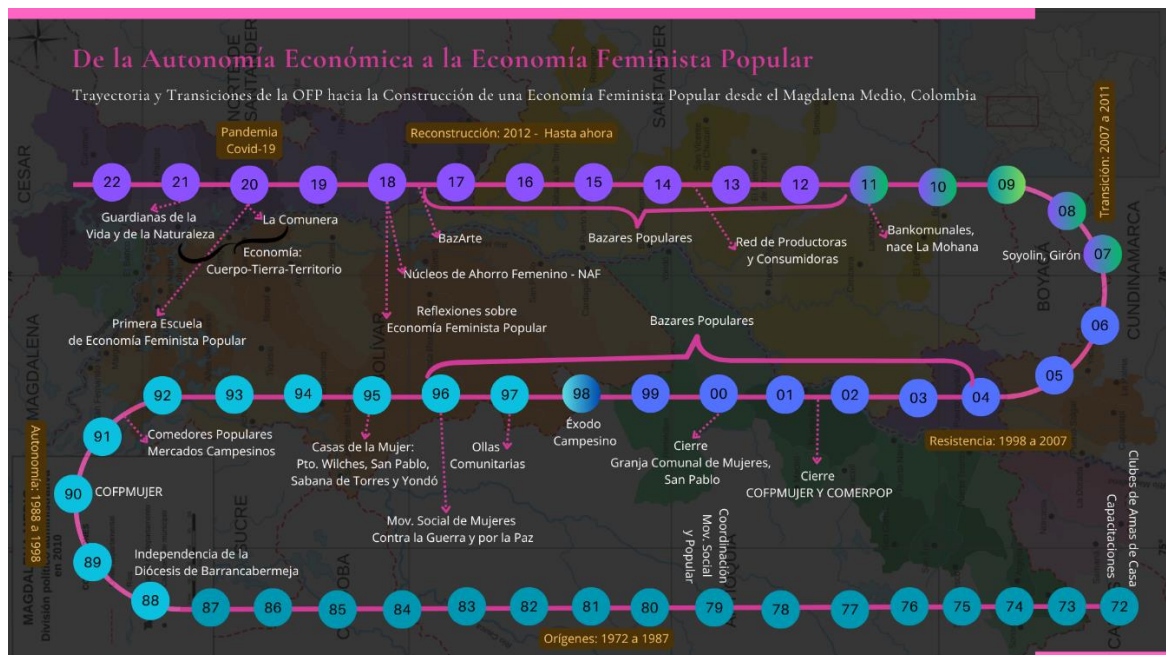 De la Autonomía Económica a la Economía Feminista Popular
Trayectoria y Transiciones de la OFP hacia la Construcción de una Economía Feminista Popular desde el Magdalena Medio, Colombia
NORTE DE
SANTANDER
SANTANDER
CESAR
Pandemia
Covid-19
Reconstrucción: 2012 - Hasta ahora
Transición: 2007 a 2011
22 21 20 19 18 17 16 15 14 13 12 11 10 09
08
07
06
05
Guardianas de la
Vida y de la Naturaleza
La Comunera
Economía:
Cuerpo-Tierra-Territorio
Primera Escuela
de Economía Feminista Popular
BazArte
Núcleos de Ahorro Femenino - NAF
Reflexiones sobre
Economía Feminista Popular
Bazares Populares
Red de Productoras
y Consumidoras
Bankomunales,
nace La Mohana
Soyolin, Girón
BOYACÁ
CUNDINAMARCA
MAGDALENA
BOLÍVAR
Bazares Populares
92 93 94 95 96 97 98 99 00 01 02 03 04
91
90
89
88
Comedores Populares
Mercados Campesinos
Casas de la Mujer:
Pto. Wilches, San Pablo,
Sabana de Torres y Yondó
Mov. Social de Mujeres
Contra la Guerra y por la Paz
Ollas
Comunitarias
Éxodo
Campesino
Cierre
Granja Comunal de Mujeres,
San Pablo
Cierre
COFPMUJER Y COMERPOP
Resistencia: 1998 a 2007
Autonomía: 1988 a 1998
COFPMUJER
Independencia de la
Diócesis de Barrancabermeja
SUCRE
en 2010
Coordinación
Mov. Social
y Popular
Clubes de Amas de Casa
Capacitaciones
87 86 85 84 83 82 81 80 79 78 77 76 75 74 73 72
Orígenes: 1972 a 1987